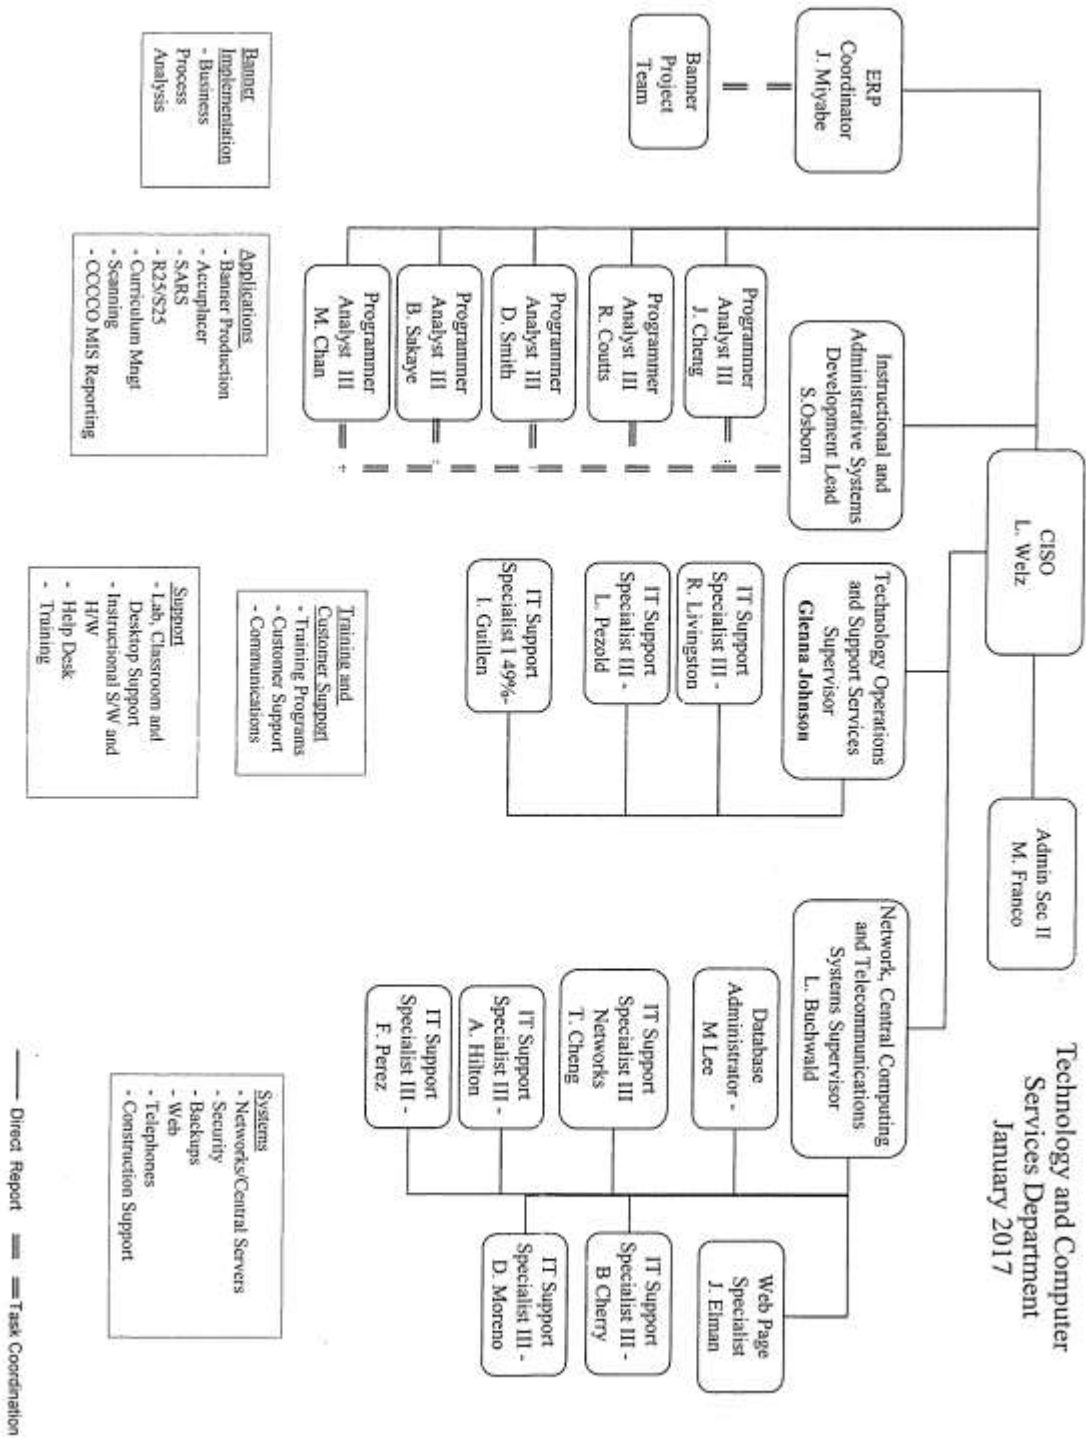 Technology and Computer
Services Department
January 2017
CISO
L. Welz
Admin Sec II
M. Franco
ERP
Coordinator
J. Miyabe
Banner
Project
Team
Instructional and
Administrative Systems
Development Lead
S.Osborn
Programmer
Analyst III
J. Cheng
Programmer
Analyst III
R. Coutts
Programmer
Analyst III
D. Smith
Programmer
Analyst III
B. Sakaye
Programmer
Analyst III
M. Chan
Technology Operations
and Support Services
Supervisor
Glenna Johnson
IT Support
Specialist III -
R. Livingston
IT Support
Specialist III -
L. Pezold
IT Support
Specialist I 49%-
I. Guillen
Network, Central Computing
and Telecommunications
Systems Supervisor
L. Buchwald
Database
Administrator -
M Lee
IT Support
Specialist III
Networks
T. Cheng
IT Support
Specialist III -
A. Hilton
IT Support
Specialist III -
F. Perez
Web Page
Specialist
J. Elman
IT Support
Specialist III -
B Cherry
IT Support
Specialist III -
D. Moreno
Banner
Implementation
- Business
Process
Analysis
Applications
- Banner Production
- Accuplacer
- SARS
- R25/S25
- Curriculum Mngt
- Scanning
- CCCCO MIS Reporting
Training and
Customer Support
- Training Programs
- Customer Support
- Communications
Support
- Lab, Classroom and
Desktop Support
- Instructional S/W and
H/W
- Help Desk
- Training
Systems
- Networks/Central Servers
- Security
- Backups
- Web
- Telephones
- Construction Support
Direct Report
Task Coordination